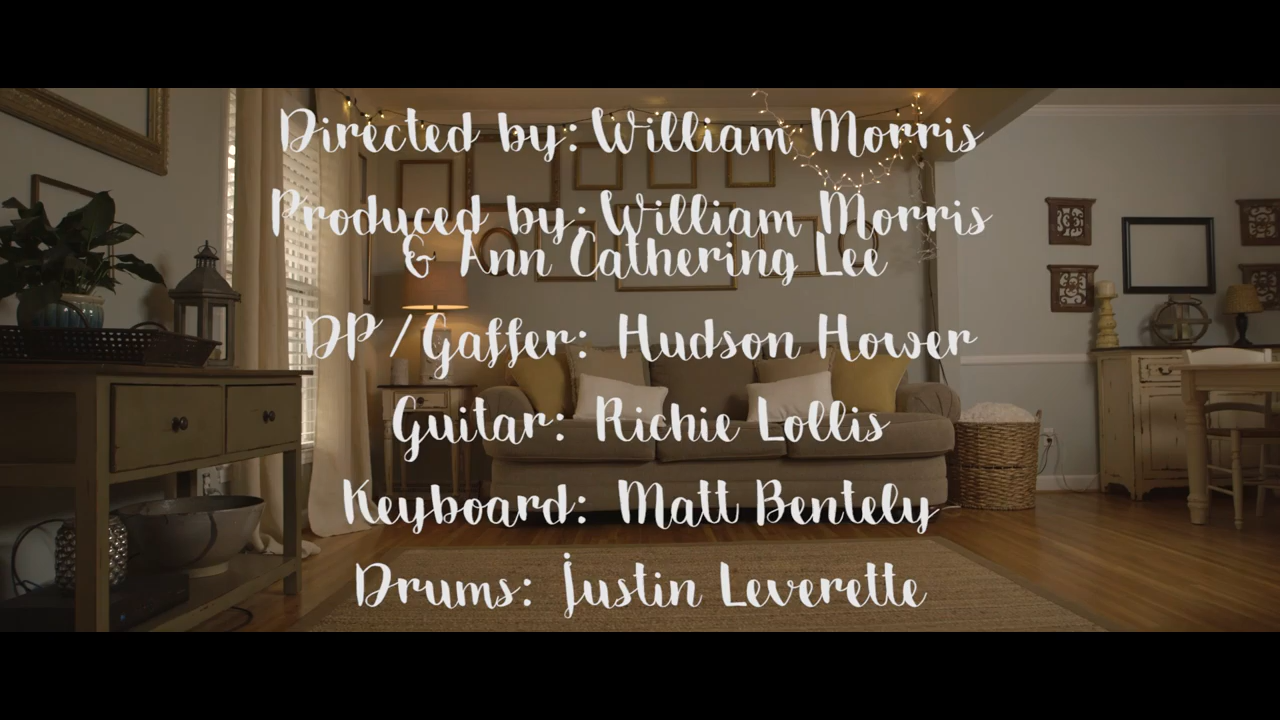 Directed by: William Morris
Produced by: William Morris
& Ann Cathering Lee
DP / Gaffer: Hudson Hower
Guitar: Richie Lollis
Keyboard: Matt Bentely
Drums: Justin Leverette